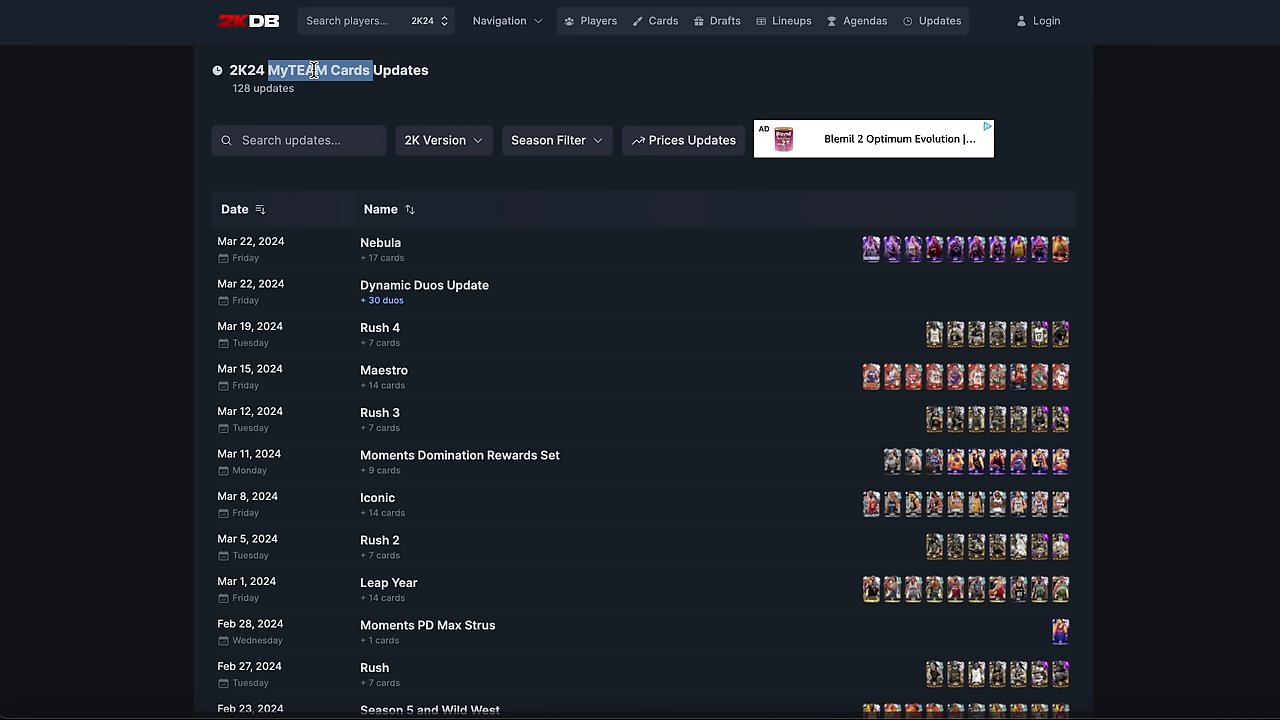 2KDB
Search players... 2K24
Navigation
Players
Cards
Drafts
Lineups
Agendas
Updates
Login
2K24 MyTEAM Cards Updates
128 updates
Search updates...
2K Version
Season Filter
Prices Updates
AD
Blemil 2 Optimum Evolution |...
Date
Name
Mar 22, 2024
Nebula
Friday
+ 17 cards
Mar 22, 2024
Dynamic Duos Update
Friday
+ 30 duos
Mar 19, 2024
Rush 4
Tuesday
+ 7 cards
Mar 15, 2024
Maestro
Friday
+ 14 cards
Mar 12, 2024
Rush 3
Tuesday
+ 7 cards
Mar 11, 2024
Moments Domination Rewards Set
Monday
+ 9 cards
Mar 8, 2024
Iconic
Friday
+ 14 cards
Mar 5, 2024
Rush 2
Tuesday
+ 7 cards
Mar 1, 2024
Leap Year
Friday
+ 14 cards
Feb 28, 2024
Moments PD Max Strus
Wednesday
+ 1 cards
Feb 27, 2024
Rush
Tuesday
+ 7 cards
Feb 23, 2024
Season 5 and Wild West